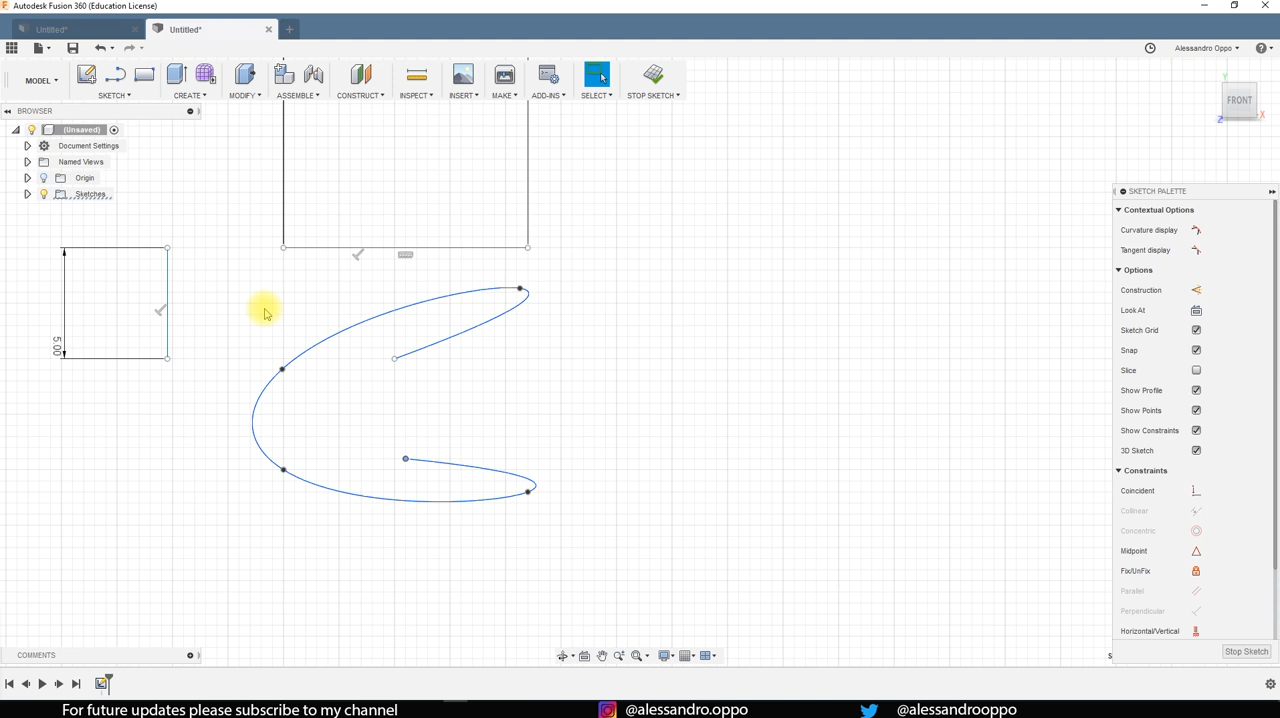 Autodesk Fusion 360 (Education License)
Untitled*
Untitled*
Alessandro Oppo
MODEL
SKETCH
CREATE
MODIFY
ASSEMBLE
CONSTRUCT
INSPECT
INSERT
MAKE
ADD-INS
SELECT
STOP SKETCH
BROWSER
(Unsaved)
Document Settings
Named Views
Origin
Sketches
Y
FRONT
X
Z
5.00
SKETCH PALETTE
Contextual Options
Curvature display
Tangent display
Options
Construction
Look At
Sketch Grid
Snap
Slice
Show Profile
Show Points
Show Constraints
3D Sketch
Constraints
Coincident
Collinear
Concentric
Midpoint
Fix/UnFix
Parallel
Perpendicular
Horizontal/Vertical
Stop Sketch
COMMENTS
For future updates please subscribe to my channel
@alessandro.oppo
@alessandrooppo